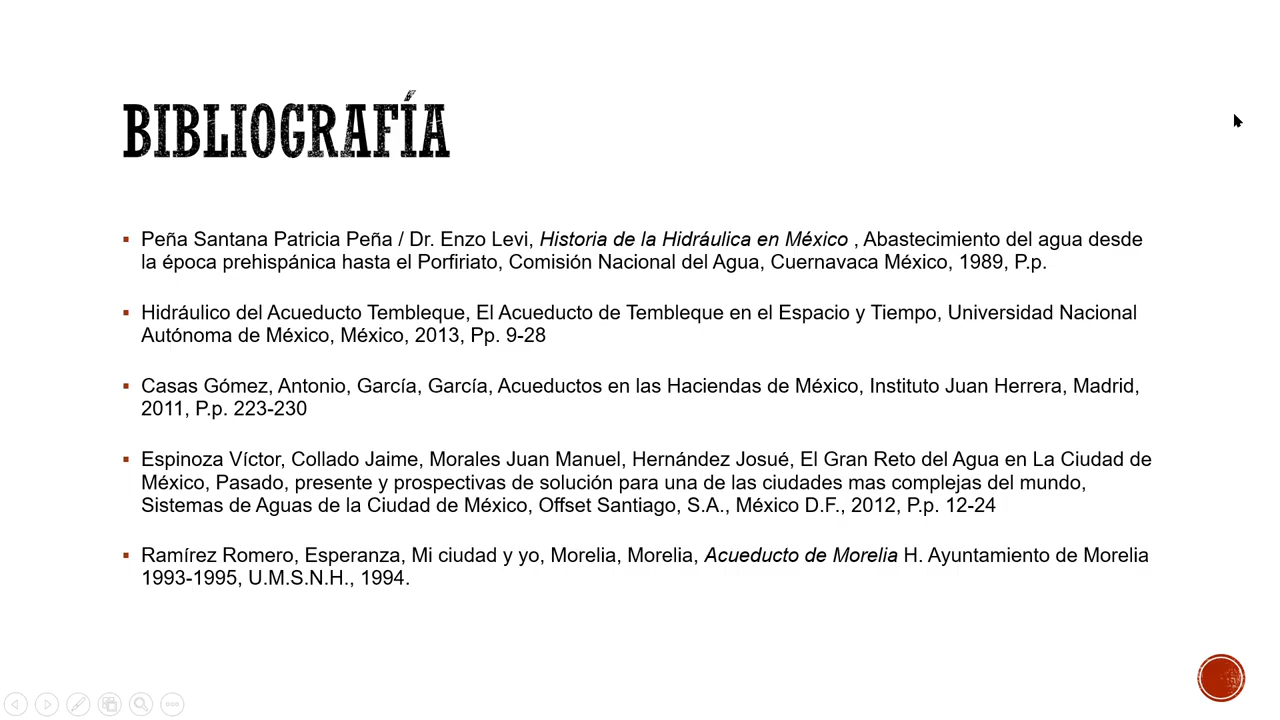 BIBLIOGRAFÍA
Peña Santana Patricia Peña / Dr. Enzo Levi, Historia de la Hidráulica en México , Abastecimiento del agua desde
la época prehispánica hasta el Porfiriato, Comisión Nacional del Agua, Cuernavaca México, 1989, P.p.
Hidráulico del Acueducto Tembleque, El Acueducto de Tembleque en el Espacio y Tiempo, Universidad Nacional
Autónoma de México, México, 2013, Pp. 9-28
Casas Gómez, Antonio, García, García, Acueductos en las Haciendas de México, Instituto Juan Herrera, Madrid,
2011, P.p. 223-230
Espinoza Víctor, Collado Jaime, Morales Juan Manuel, Hernández Josué, El Gran Reto del Agua en La Ciudad de
México, Pasado, presente y prospectivas de solución para una de las ciudades mas complejas del mundo,
Sistemas de Aguas de la Ciudad de México, Offset Santiago, S.A., México D.F., 2012, P.p. 12-24
Ramírez Romero, Esperanza, Mi ciudad y yo, Morelia, Morelia, Acueducto de Morelia H. Ayuntamiento de Morelia
1993-1995, U.M.S.N.H., 1994.